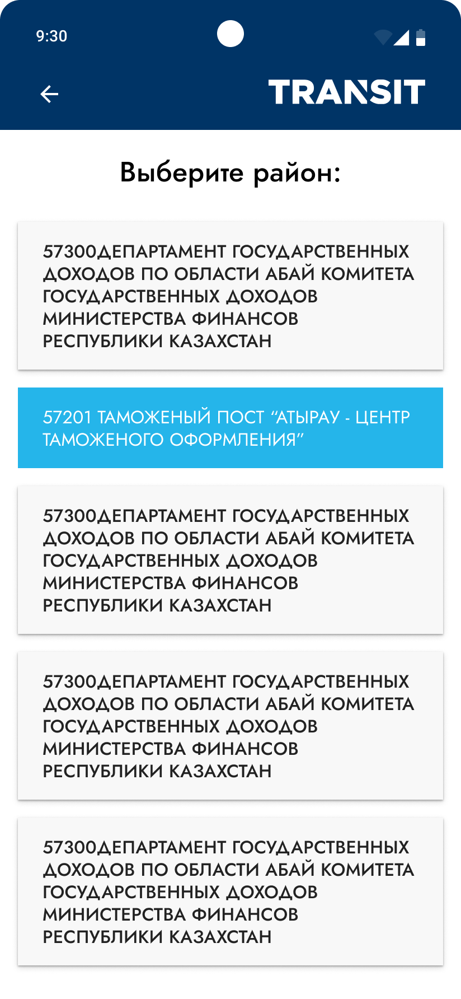 9:30
TRANSIT
Выберите район:
57300ДЕПАРТАМЕНТ ГОСУДАРСТВЕННЫХ
ДОХОДОВ ПО ОБЛАСТИ АБАЙ КОМИТЕТА
ГОСУДАРСТВЕННЫХ ДОХОДОВ
МИНИСТЕРСТВА ФИНАНСОВ
РЕСПУБЛИКИ КАЗАХСТАН
57201 ТАМОЖЕНЫЙ ПОСТ “АТЫРАУ - ЦЕНТР
ТАМОЖЕНОГО ОФОРМЛЕНИЯ”
57300ДЕПАРТАМЕНТ ГОСУДАРСТВЕННЫХ
ДОХОДОВ ПО ОБЛАСТИ АБАЙ КОМИТЕТА
ГОСУДАРСТВЕННЫХ ДОХОДОВ
МИНИСТЕРСТВА ФИНАНСОВ
РЕСПУБЛИКИ КАЗАХСТАН
57300ДЕПАРТАМЕНТ ГОСУДАРСТВЕННЫХ
ДОХОДОВ ПО ОБЛАСТИ АБАЙ КОМИТЕТА
ГОСУДАРСТВЕННЫХ ДОХОДОВ
МИНИСТЕРСТВА ФИНАНСОВ
РЕСПУБЛИКИ КАЗАХСТАН
57300ДЕПАРТАМЕНТ ГОСУДАРСТВЕННЫХ
ДОХОДОВ ПО ОБЛАСТИ АБАЙ КОМИТЕТА
ГОСУДАРСТВЕННЫХ ДОХОДОВ
МИНИСТЕРСТВА ФИНАНСОВ
РЕСПУБЛИКИ КАЗАХСТАН